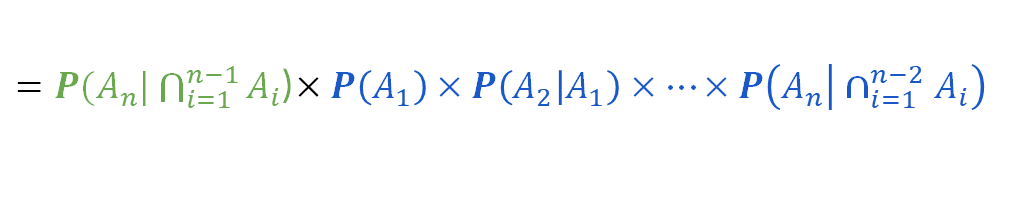 = P(Aₙ| ⋂ᵢ₌₁ⁿ⁻¹ Aᵢ) × P(A₁) × P(A₂|A₁) × ⋯ × P(Aₙ| ∩ᵢ₌₁ⁿ⁻² Aᵢ)